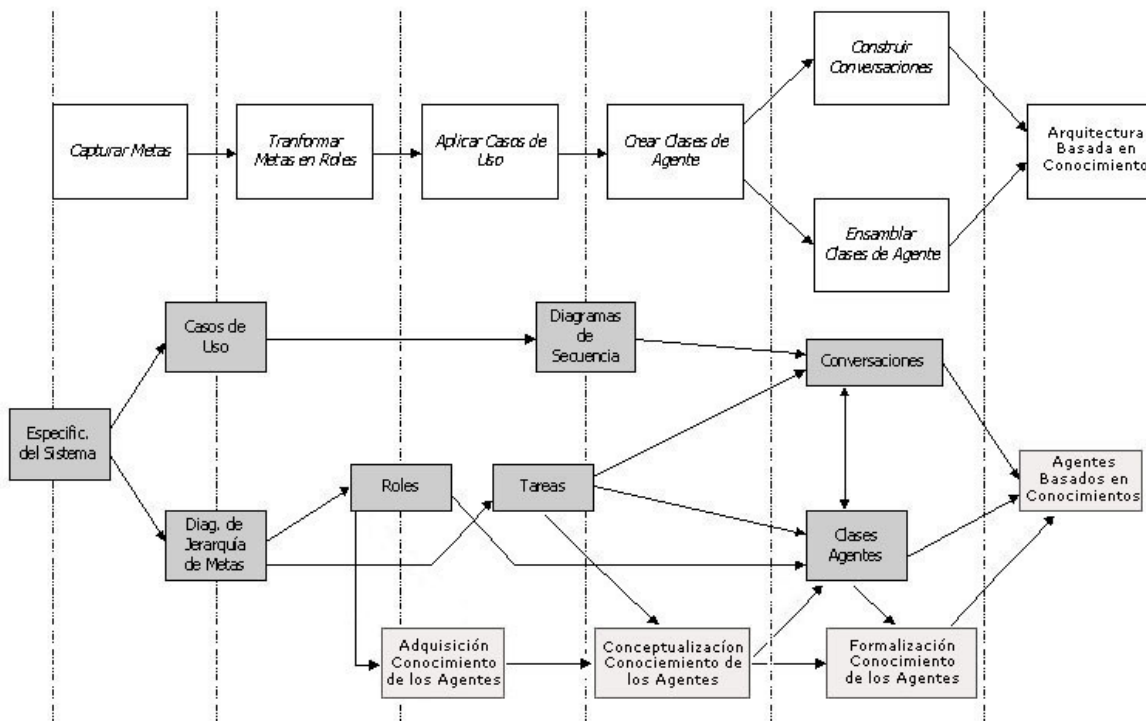 Construir
Conversaciones
Capturar Metas
Tranformar
Metas en Roles
Aplicar Casos de
Uso
Crear Clases de
Agente
Arquitectura
Basada en
Conocimiento
Ensamblar
Clases de Agente
Casos de
Uso
Diagramas
de
Secuencia
Conversaciones
Especific.
del Sistema
Roles
Tareas
Agentes
Basados en
Conocimientos
Diag. de
Jerarquía
de Metas
Clases
Agentes
Adquisición
Conocimiento
de los Agentes
Conceptualizacíon
Conociemiento de
los Agentes
Formalización
Conocimiento
de los Agentes